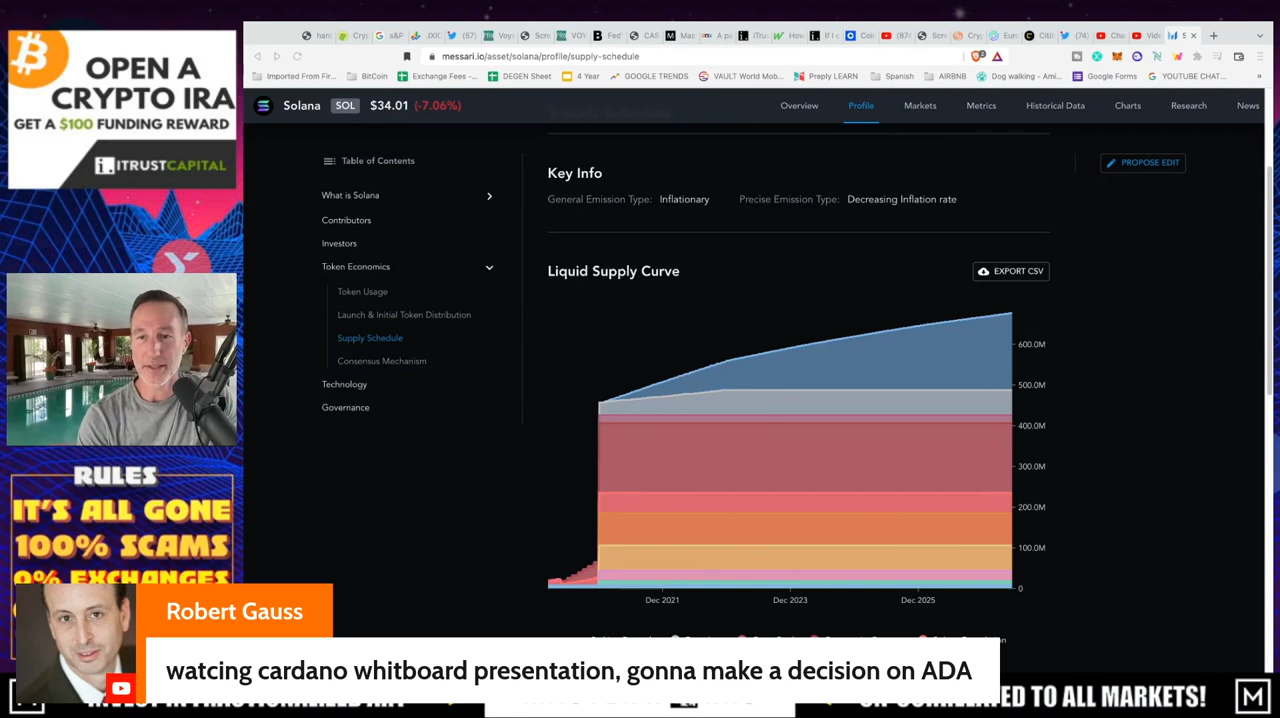 OPEN A
CRYPTO IRA
GET A $100 FUNDING REWARD
i.ITRUSTCAPITAL
RULES
IT'S ALL GONE
100% SCAMS
0% EXCHANGES
messari.io/asset/solana/profile/supply-schedule
Imported From Fir...
BitCoin
Exchange Fees -...
DEGEN Sheet
4 Year
GOOGLE TRENDS
VAULT World Mob...
Preply LEARN
Spanish
AIRBNB
Dog walking - Ami...
Google Forms
YOUTUBE CHAT...
Solana SOL $34.01 (-7.06%)
Overview
Profile
Markets
Metrics
Historical Data
Charts
Research
News
Table of Contents
What is Solana
Contributors
Investors
Token Economics
Token Usage
Launch & Initial Token Distribution
Supply Schedule
Consensus Mechanism
Technology
Governance
PROPOSE EDIT
Key Info
General Emission Type: Inflationary Precise Emission Type: Decreasing Inflation rate
Liquid Supply Curve
EXPORT CSV
600.0M
500.0M
400.0M
300.0M
200.0M
100.0M
0
Dec 2021
Dec 2023
Dec 2025
Robert Gauss
watcing cardano whitboard presentation, gonna make a decision on ADA
TO ALL MARKETS!